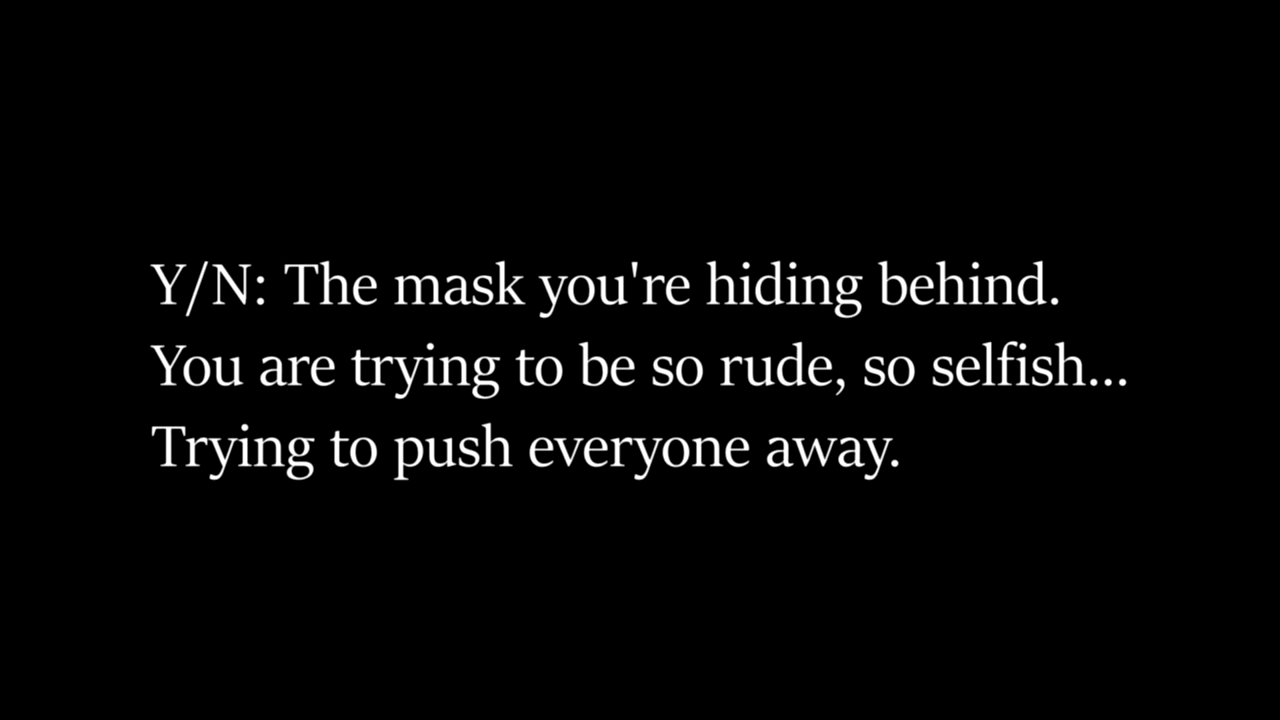 Y/N: The mask you're hiding behind.
You are trying to be so rude, so selfish...
Trying to push everyone away.